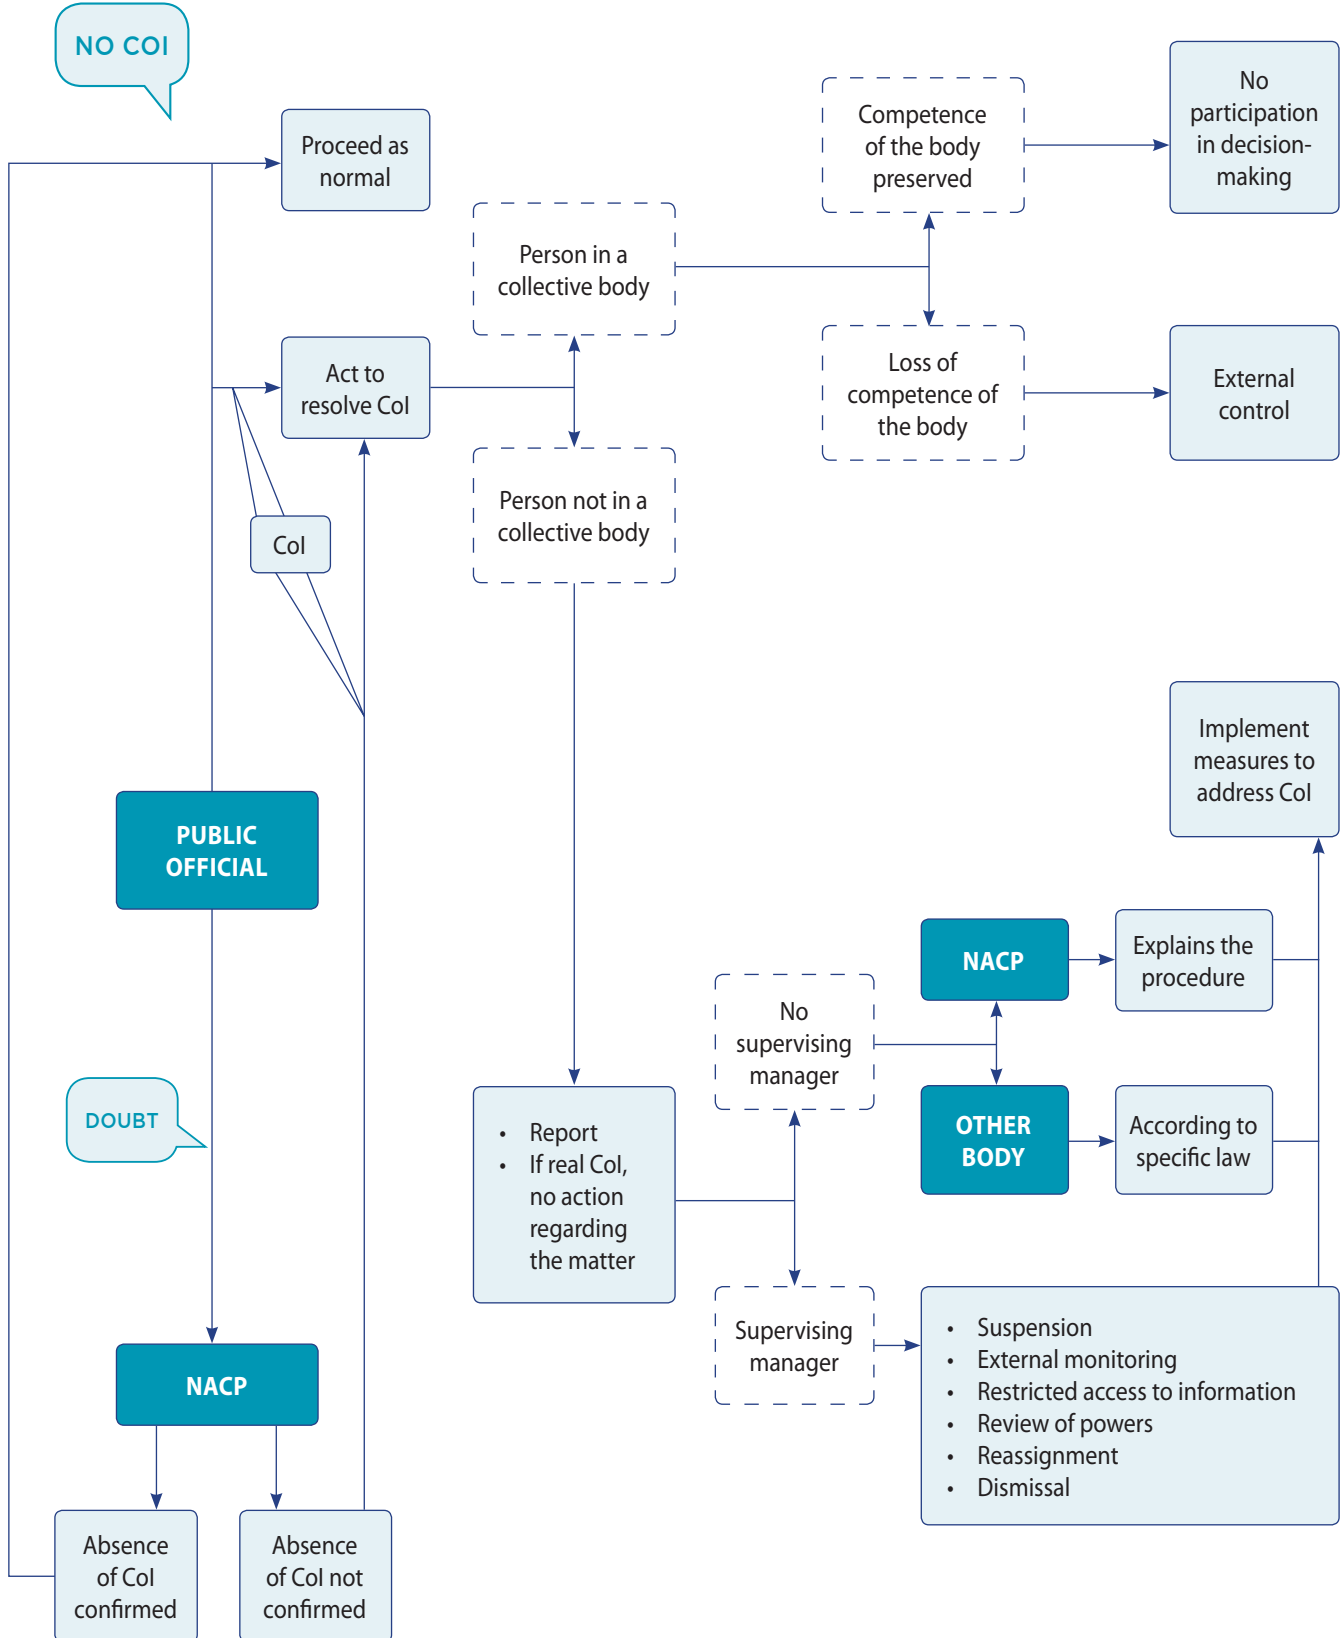 NO COI
Proceed as
normal
Competence
of the body
preserved
No
participation
in decision-
making
Person in a
collective body
Act to
resolve CoI
Loss of
competence of
the body
External
control
Person not in a
collective body
CoI
Implement
measures to
address CoI
PUBLIC
OFFICIAL
NACP
Explains the
procedure
No
supervising
manager
DOUBT
• Report
• If real CoI,
no action
regarding
the matter
OTHER
BODY
According to
specific law
Supervising
manager
• Suspension
• External monitoring
• Restricted access to information
• Review of powers
• Reassignment
• Dismissal
NACP
Absence
of CoI
confirmed
Absence
of CoI not
confirmed